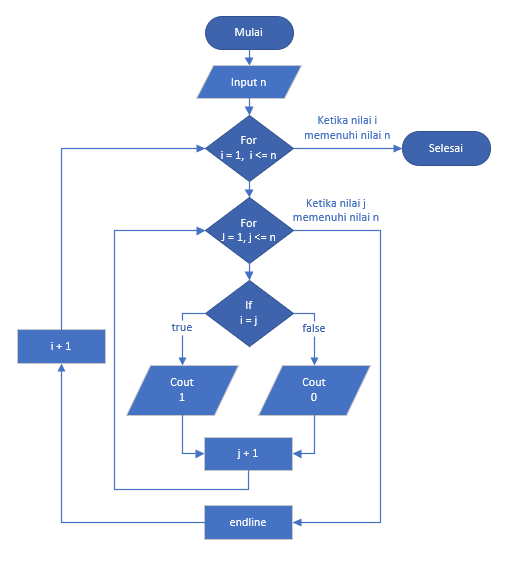 Mulai
Input n
For
i = 1, i <= n
Ketika nilai i
memenuhi nilai n
Selesai
For
J = 1, j <= n
Ketika nilai j
memenuhi nilai n
If
i = j
true
false
i + 1
Cout
1
Cout
0
j + 1
endline